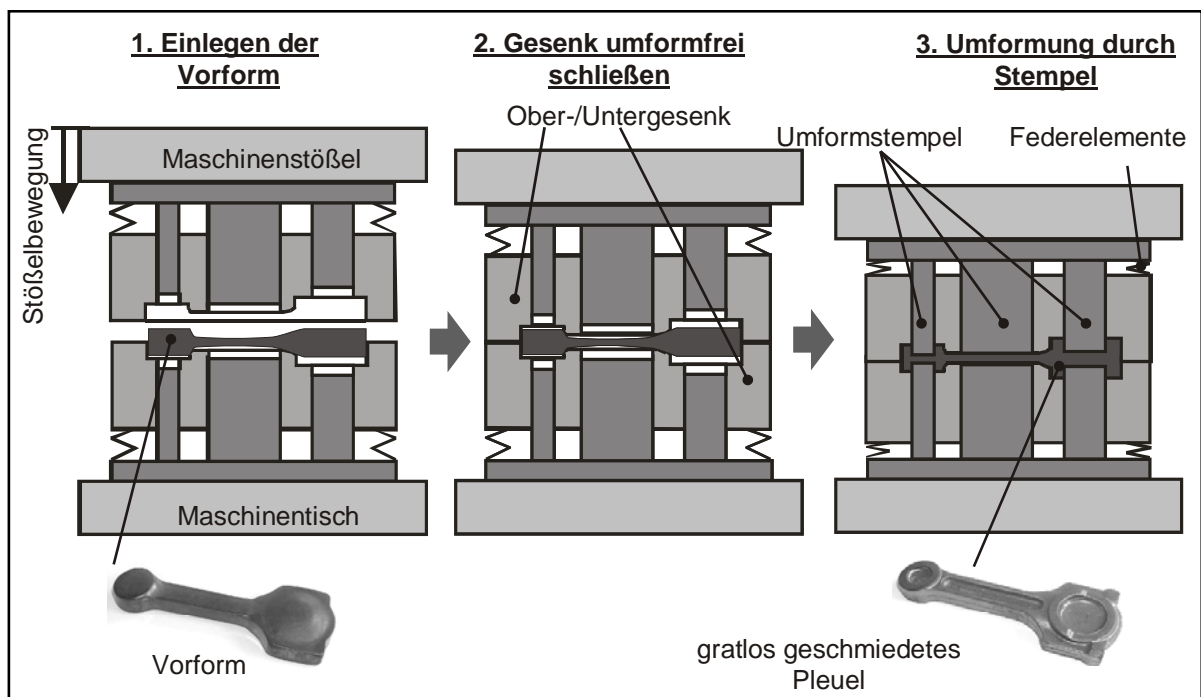 1. Einlegen der
Vorform
2. Gesenk umformfrei
schließen
3. Umformung durch
Stempel
Stößelbewegung
Maschinenstößel
Ober-/Untergesenk
Umformstempel
Federelemente
Maschinentisch
Vorform
gratlos geschmiedetes
Pleuel